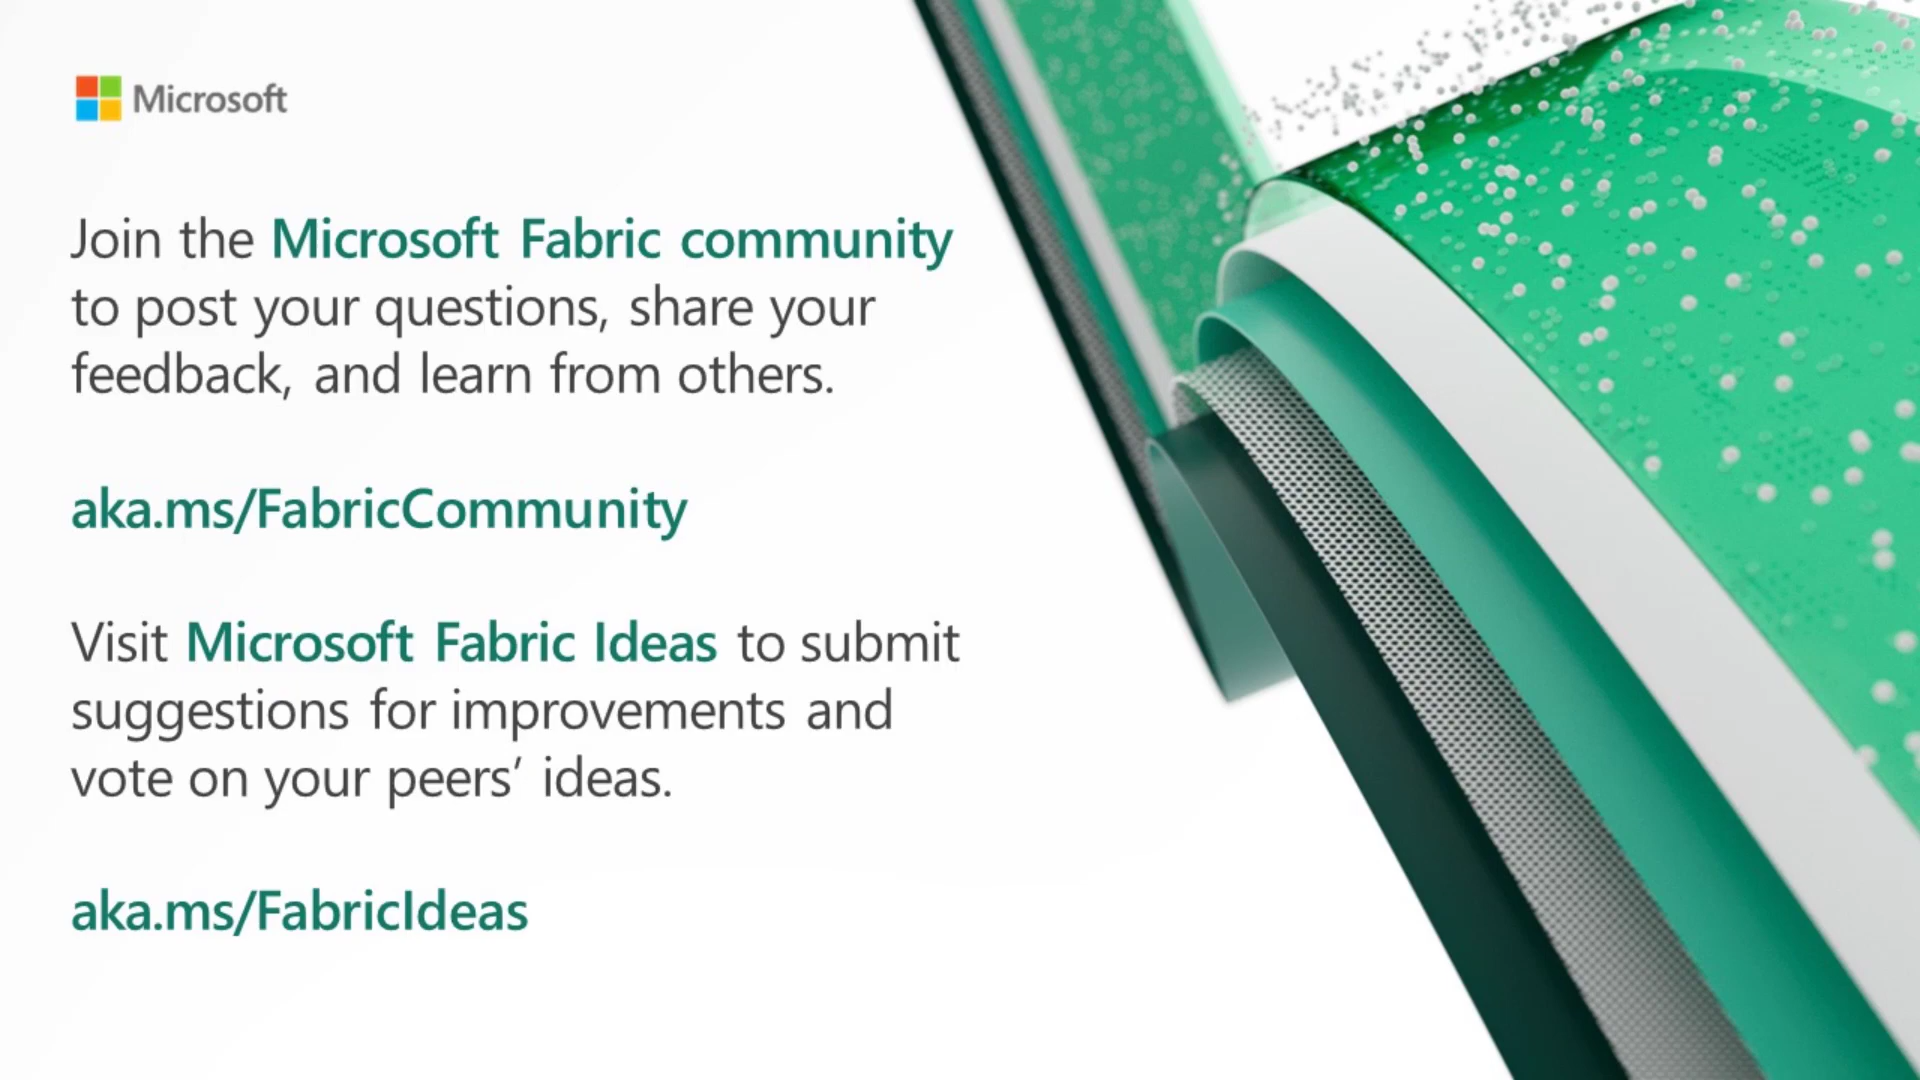 Microsoft
Join the Microsoft Fabric community
to post your questions, share your
feedback, and learn from others.
aka.ms/FabricCommunity
Visit Microsoft Fabric Ideas to submit
suggestions for improvements and
vote on your peers’ ideas.
aka.ms/FabricIdeas